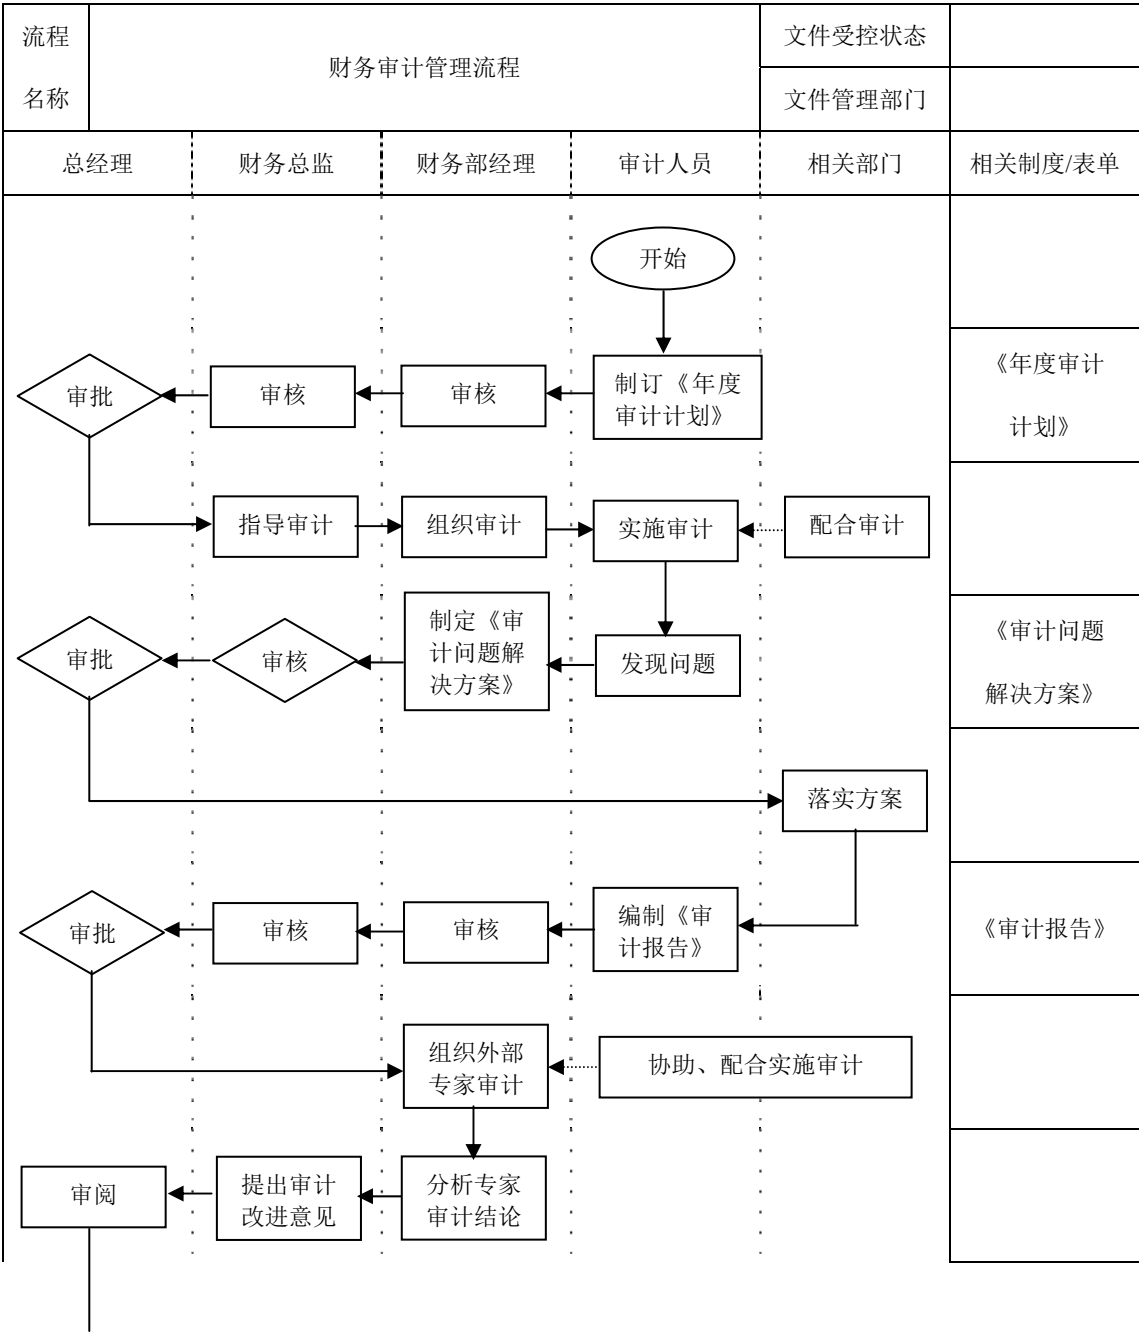 流程
名称
财务审计管理流程
文件受控状态
文件管理部门
总经理
财务总监
财务部经理
审计人员
相关部门
相关制度/表单
开始
审批
审核
审核
制订《年度
审计计划》
《年度审计
计划》
指导审计
组织审计
实施审计
配合审计
审批
审核
制定《审
计问题解
决方案》
发现问题
《审计问题
解决方案》
落实方案
审批
审核
审核
编制《审
计报告》
《审计报告》
组织外部
专家审计
协助、配合实施审计
审阅
提出审计
改进意见
分析专家
审计结论